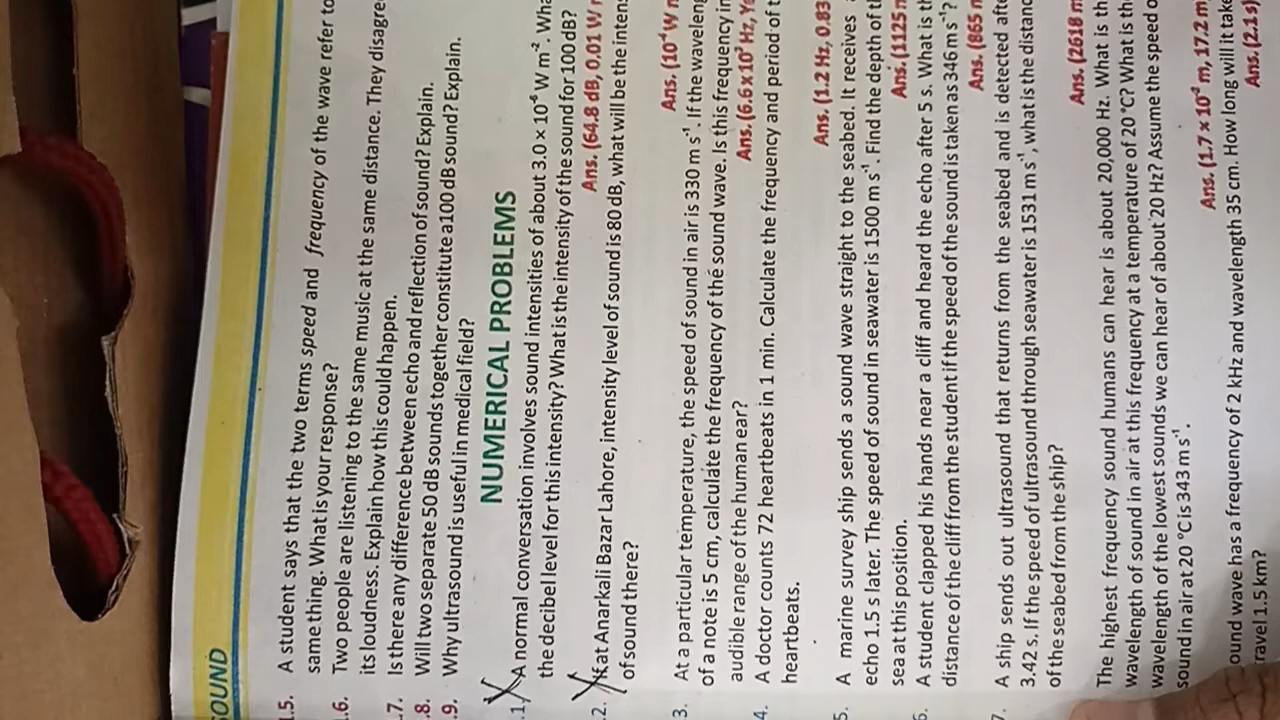 SOUND
1.5. A student says that the two terms speed and frequency of the wave refer to
same thing. What is your response?
.6. Two people are listening to the same music at the same distance. They disagree
its loudness. Explain how this could happen.
.7. Is there any difference between echo and reflection of sound? Explain.
.8. Will two separate 50 dB sounds together constitute a 100 dB sound? Explain.
.9. Why ultrasound is useful in medical field?
NUMERICAL PROBLEMS
.1 A normal conversation involves sound intensities of about 3.0 × 10⁻⁶ W m⁻². Wha
the decibel level for this intensity? What is the intensity of the sound for 100 dB?
Ans. (64.8 dB, 0.01 W m
.2. at Anarkali Bazar Lahore, intensity level of sound is 80 dB, what will be the intens
of sound there?
Ans. (10⁻⁴ W m
3. At a particular temperature, the speed of sound in air is 330 m s⁻¹. If the waveleng
of a note is 5 cm, calculate the frequency of the sound wave. Is this frequency in
audible range of the human ear?
Ans. (6.6 x 10³ Hz, Ye
4. A doctor counts 72 heartbeats in 1 min. Calculate the frequency and period of t
heartbeats.
Ans. (1.2 Hz, 0.83
5. A marine survey ship sends a sound wave straight to the seabed. It receives a
echo 1.5 s later. The speed of sound in seawater is 1500 m s⁻¹. Find the depth of th
sea at this position.
Ans. (1125 m
6. A student clapped his hands near a cliff and heard the echo after 5 s. What is th
distance of the cliff from the student if the speed of the sound is taken as 346 m s⁻¹?
Ans. (865 m
7. A ship sends out ultrasound that returns from the seabed and is detected afte
3.42 s. If the speed of ultrasound through seawater is 1531 m s⁻¹, what is the distanc
of the seabed from the ship?
Ans. (2618 m
The highest frequency sound humans can hear is about 20,000 Hz. What is th
wavelength of sound in air at this frequency at a temperature of 20 °C? What is the
wavelength of the lowest sounds we can hear of about 20 Hz? Assume the speed o
sound in air at 20 °C is 343 m s⁻¹.
Ans. (1.7 x 10⁻² m, 17.2 m
ound wave has a frequency of 2 kHz and wavelength 35 cm. How long will it take
ravel 1.5 km?
Ans. (2.1s)